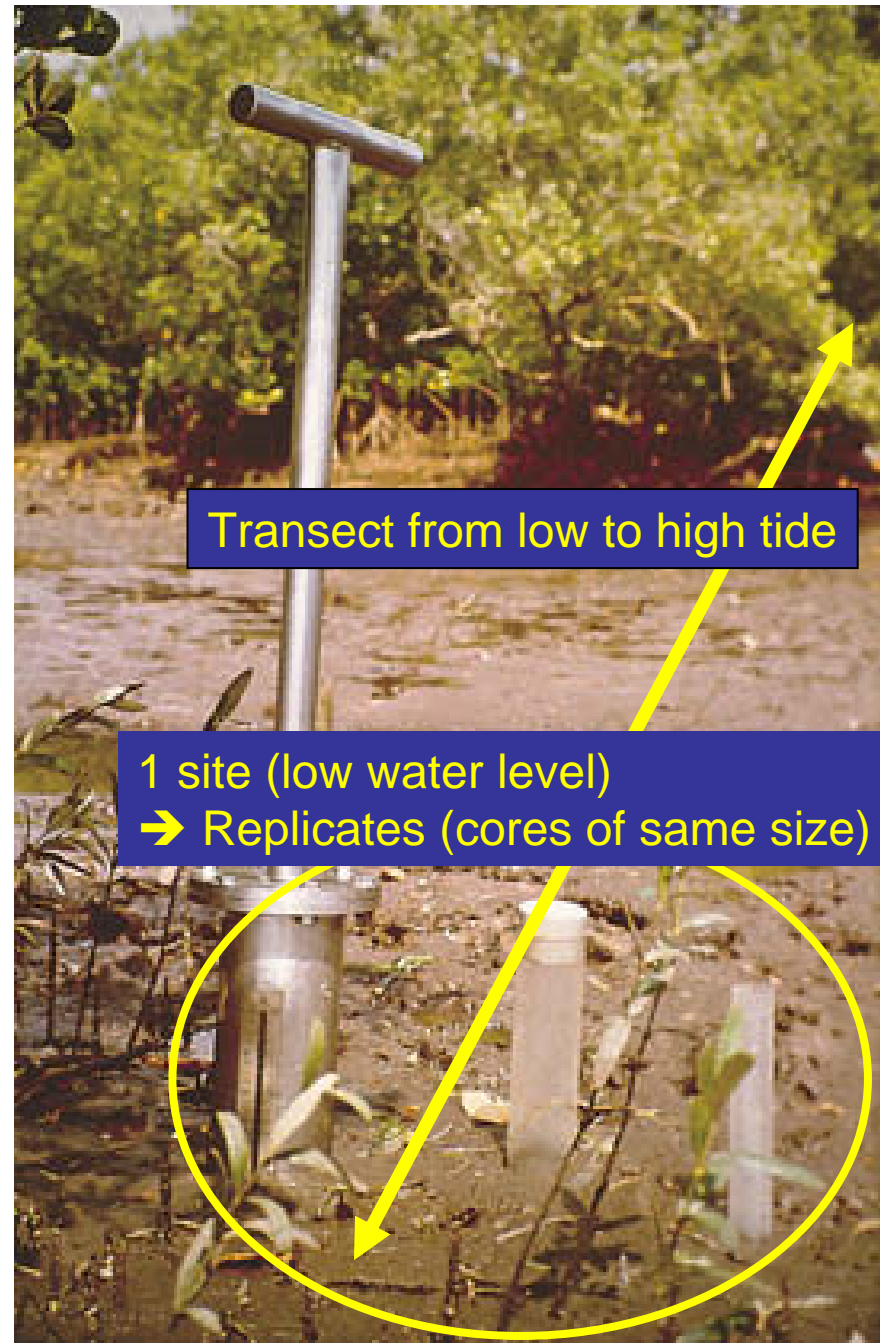 Transect from low to high tide
1 site (low water level)
➔ Replicates (cores of same size)